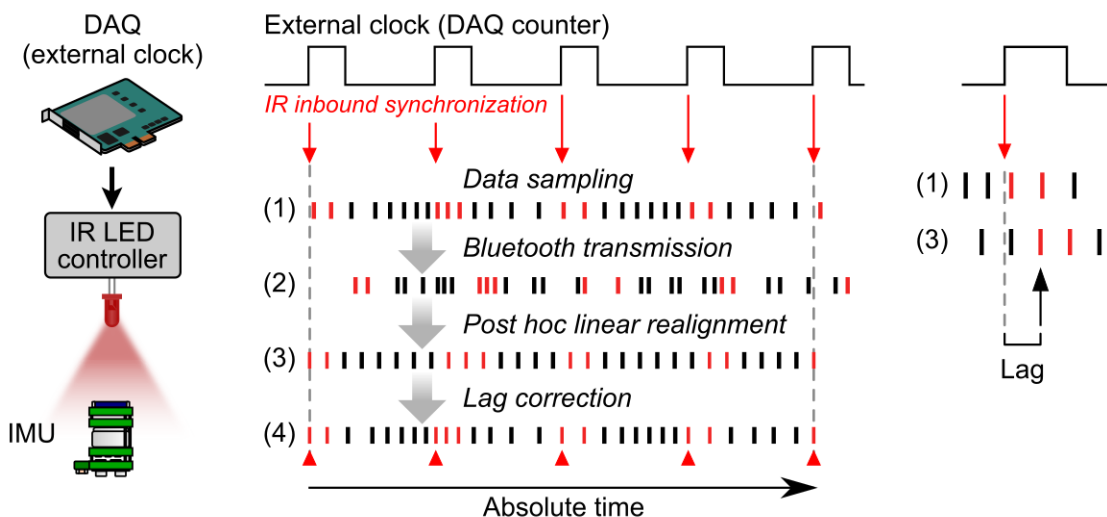 DAQ
(external clock)
IR LED
controller
IMU
External clock (DAQ counter)
IR inbound synchronization
Data sampling
(1)
Bluetooth transmission
(2)
Post hoc linear realignment
(3)
Lag correction
(4)
Absolute time
(1)
(3)
Lag